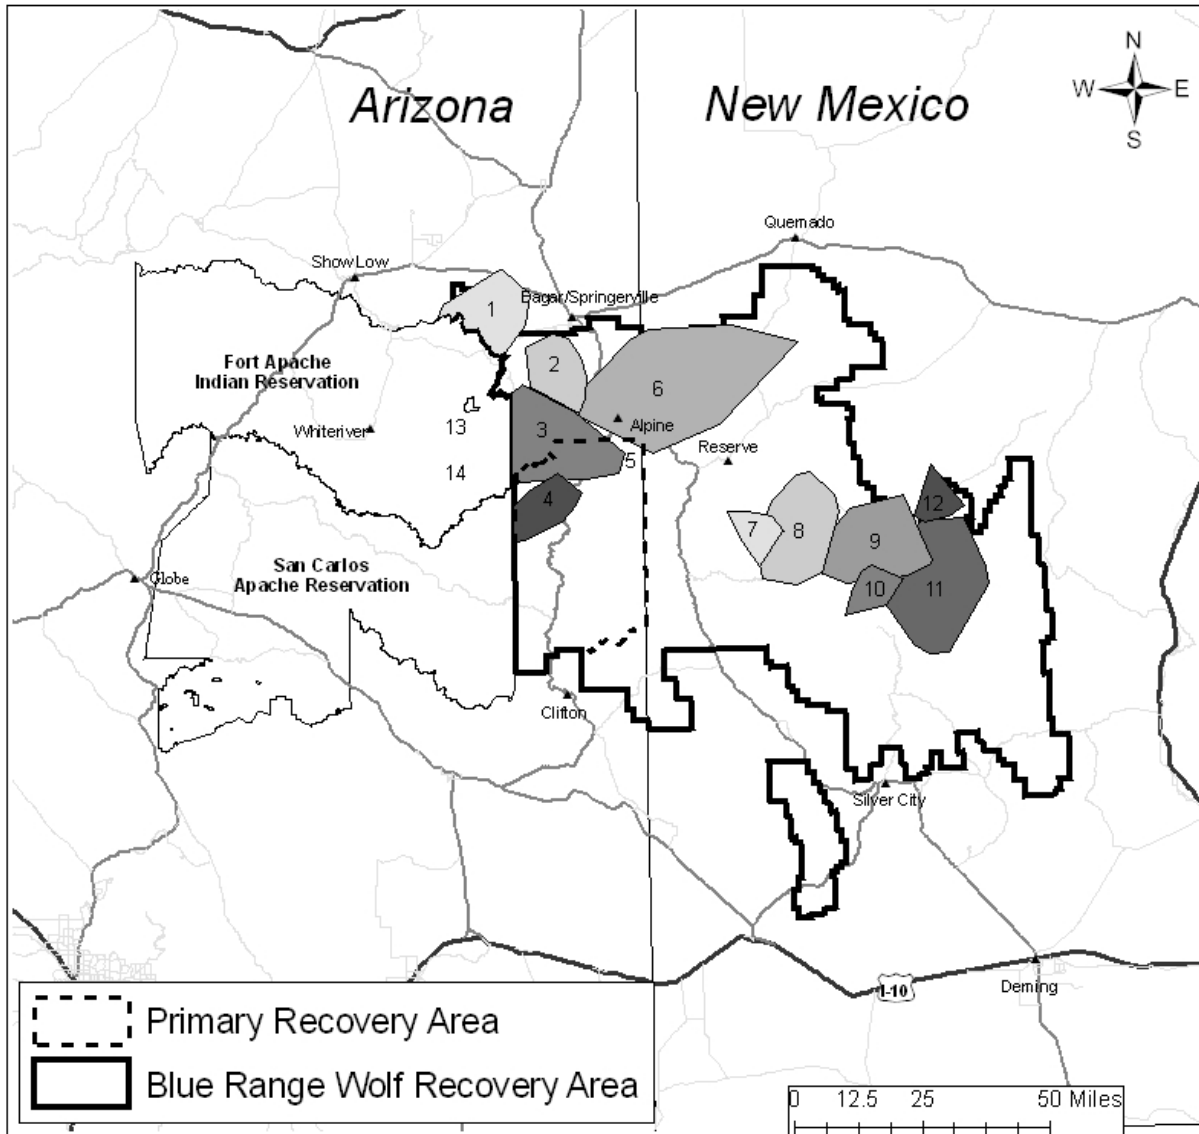 N
Arizona
New Mexico
W
E
S
Quemado
Show Low
Eagar/Springerville
1
Fort Apache
Indian Reservation
2
6
Whiteriver
13
3
Alpine
Reserve
5
14
4
12
7
8
9
San Carlos
Apache Reservation
Globe
10
11
Clifton
Silver City
I-10
Deming
Primary Recovery Area
Blue Range Wolf Recovery Area
0 12.5 25 50 Miles